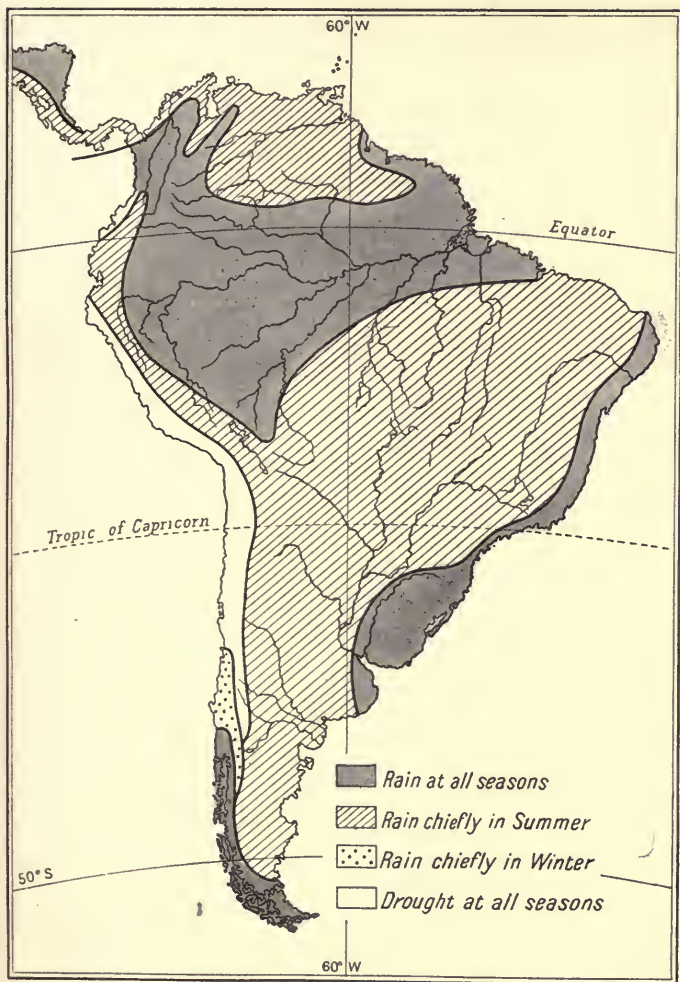 60° W
Equator
Tropic of Capricorn
Rain at all seasons
Rain chiefly in Summer
Rain chiefly in Winter
50° S
Drought at all seasons
60° W